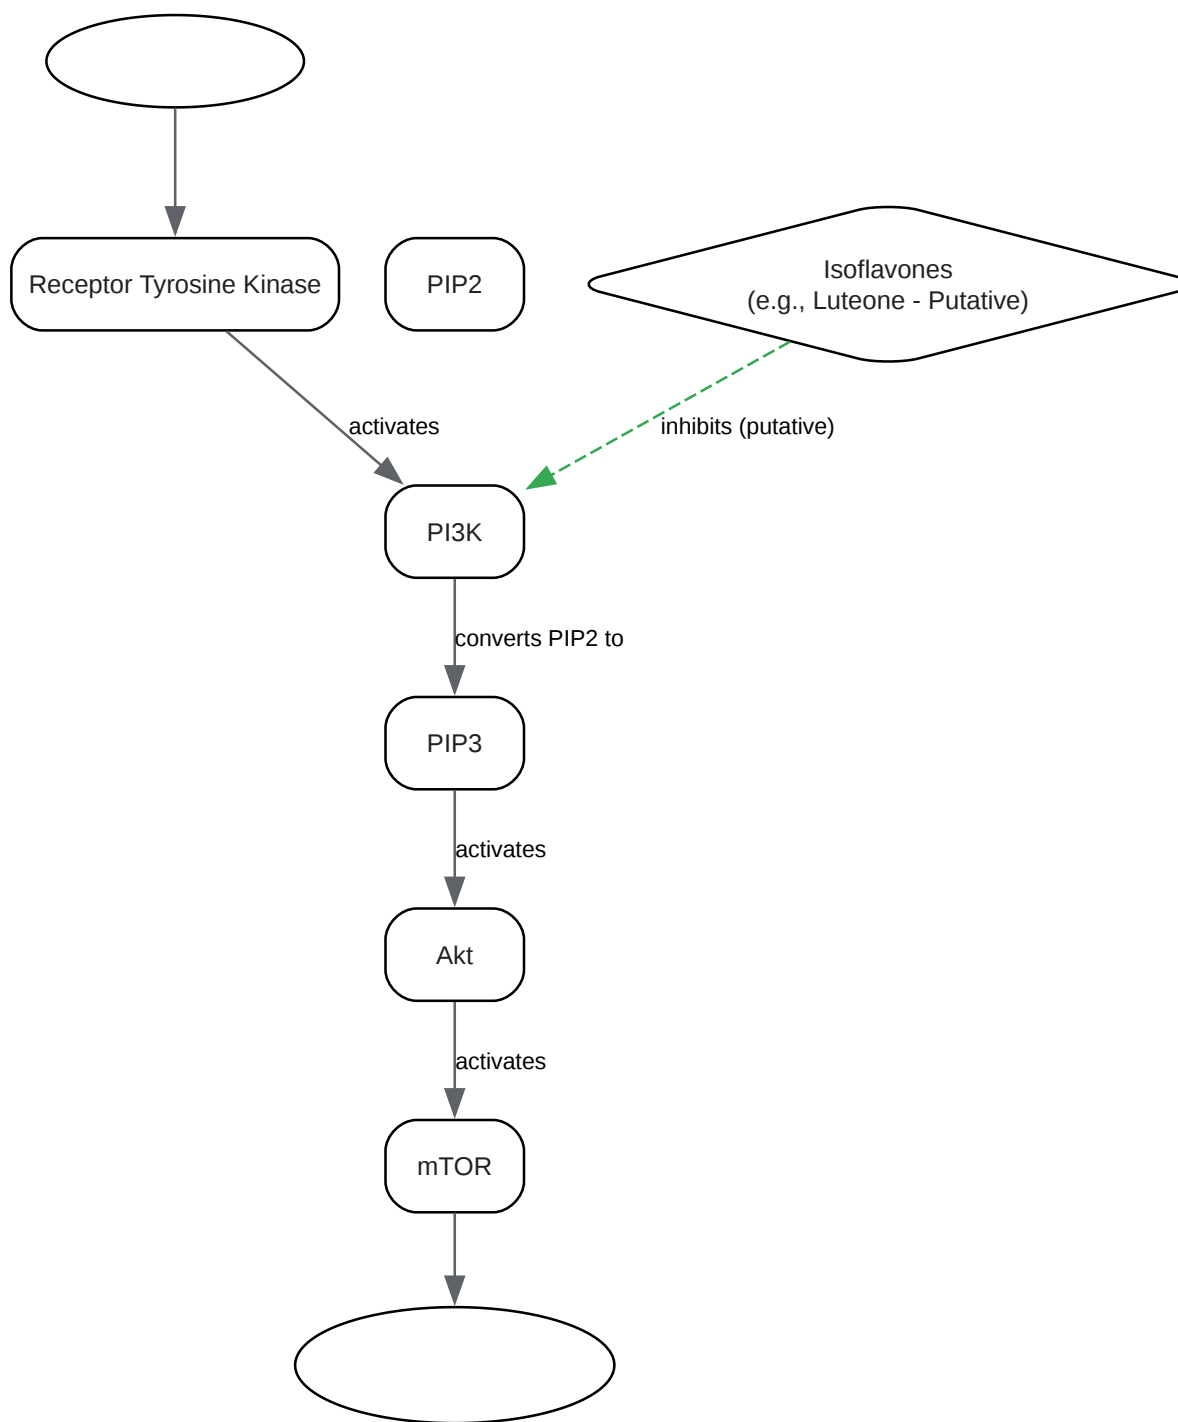 Receptor Tyrosine Kinase
PIP2
Isoflavones
(e.g., Luteone - Putative)
activates
inhibits (putative)
PI3K
converts PIP2 to
PIP3
activates
Akt
activates
mTOR